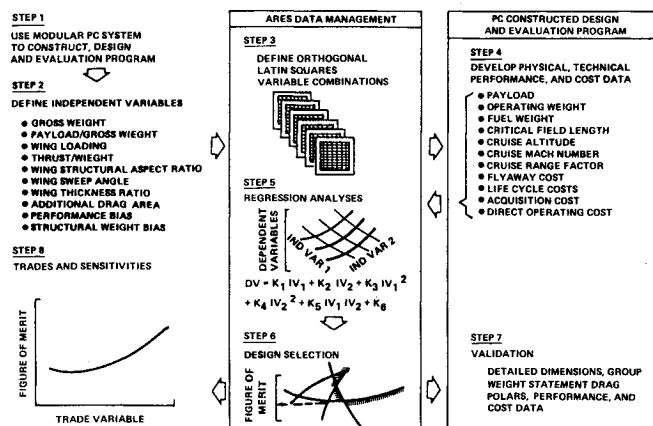 STEP 1
USE MODULAR PC SYSTEM
TO CONSTRUCT, DESIGN
AND EVALUATION PROGRAM
STEP 2
DEFINE INDEPENDENT VARIABLES
● GROSS WEIGHT
● PAYLOAD/GROSS WIEGHT
● WING LOADING
● THRUST/WIEGHT
● WING STRUCTURAL ASPECT RATIO
● WING SWEEP ANGLE
● WING THICKNESS RATIO
● ADDITIONAL DRAG AREA
● PERFORMANCE BIAS
● STRUCTURAL WEIGHT BIAS
STEP 8
TRADES AND SENSITIVITIES
FIGURE OF MERIT
TRADE VARIABLE
ARES DATA MANAGEMENT
STEP 3
DEFINE ORTHOGONAL
LATIN SQUARES
VARIABLE COMBINATIONS
STEP 5
REGRESSION ANALYSES
DEPENDENT
VARIABLES
IND VAR 1
IND VAR 2
DV = K₁ IV₁ + K₂ IV₂ + K₃ IV₁²
+ K₄ IV₂² + K₅ IV₁ IV₂ + K₆
STEP 6
DESIGN SELECTION
FIGURE OF
MERIT
PC CONSTRUCTED DESIGN
AND EVALUATION PROGRAM
STEP 4
DEVELOP PHYSICAL, TECHNICAL
PERFORMANCE, AND COST DATA
● PAYLOAD
● OPERATING WEIGHT
● FUEL WEIGHT
● CRITICAL FIELD LENGTH
● CRUISE ALTITUDE
● CRUISE MACH NUMBER
● CRUISE RANGE FACTOR
● FLYAWAY COST
● LIFE CYCLE COSTS
● ACQUISITION COST
● DIRECT OPERATING COST
STEP 7
VALIDATION
DETAILED DIMENSIONS, GROUP
WEIGHT STATEMENT DRAG
POLARS, PERFORMANCE, AND
COST DATA